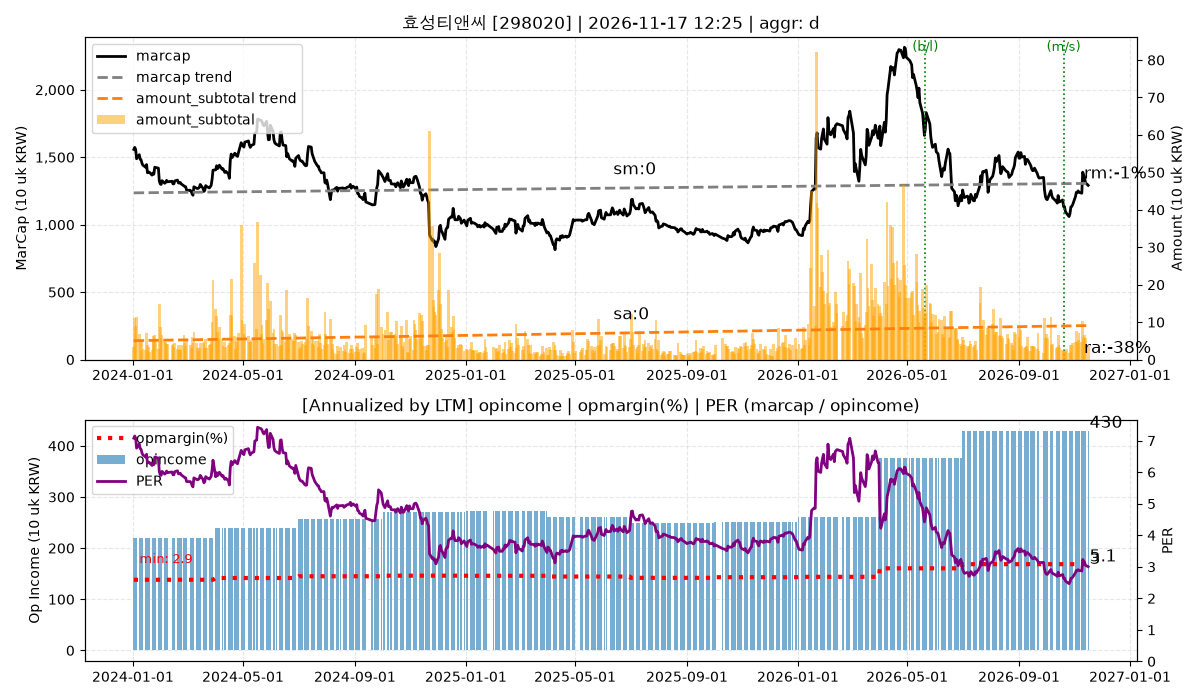 효성티앤씨 [298020] | 2026-11-17 12:25 | aggr: d
marcap
marcap trend
amount_subtotal trend
amount_subtotal
(b/l)
(m/s)
MarCap (10 uk KRW)
2,000
1,500
1,000
500
0
80
70
60
50
40
30
20
10
0
Amount (10 uk KRW)
sm:0
rm:-1%
sa:0
ra:-38%
2024-01-01
2024-05-01
2024-09-01
2025-01-01
2025-05-01
2025-09-01
2026-01-01
2026-05-01
2026-09-01
2027-01-01
[Annualized by LTM] opincome | opmargin(%) | PER (marcap / opincome)
opmargin(%)
opincome
PER
Op Income (10 uk KRW)
400
300
200
100
0
7
6
5
4
3
2
1
0
PER
430
5.1
3
min: 2.9
2024-01-01
2024-05-01
2024-09-01
2025-01-01
2025-05-01
2025-09-01
2026-01-01
2026-05-01
2026-09-01
2027-01-01